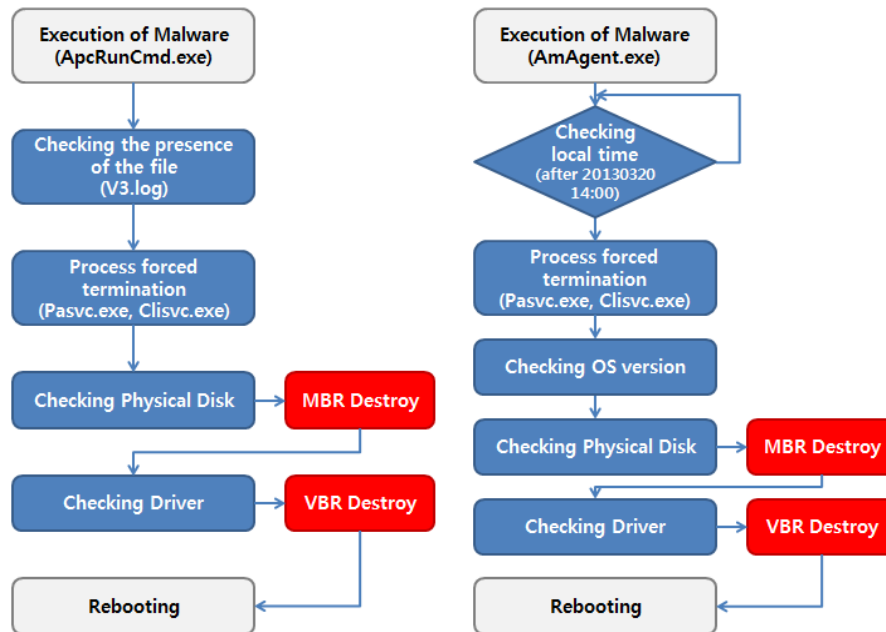 Execution of Malware
(ApcRunCmd.exe)
Checking the presence
of the file
(V3.log)
Process forced
termination
(Pasvc.exe, Clisvc.exe)
Checking Physical Disk
MBR Destroy
Checking Driver
VBR Destroy
Rebooting
Execution of Malware
(AmAgent.exe)
Checking
local time
(after 20130320
14:00)
Process forced
termination
(Pasvc.exe, Clisvc.exe)
Checking OS version
Checking Physical Disk
MBR Destroy
Checking Driver
VBR Destroy
Rebooting